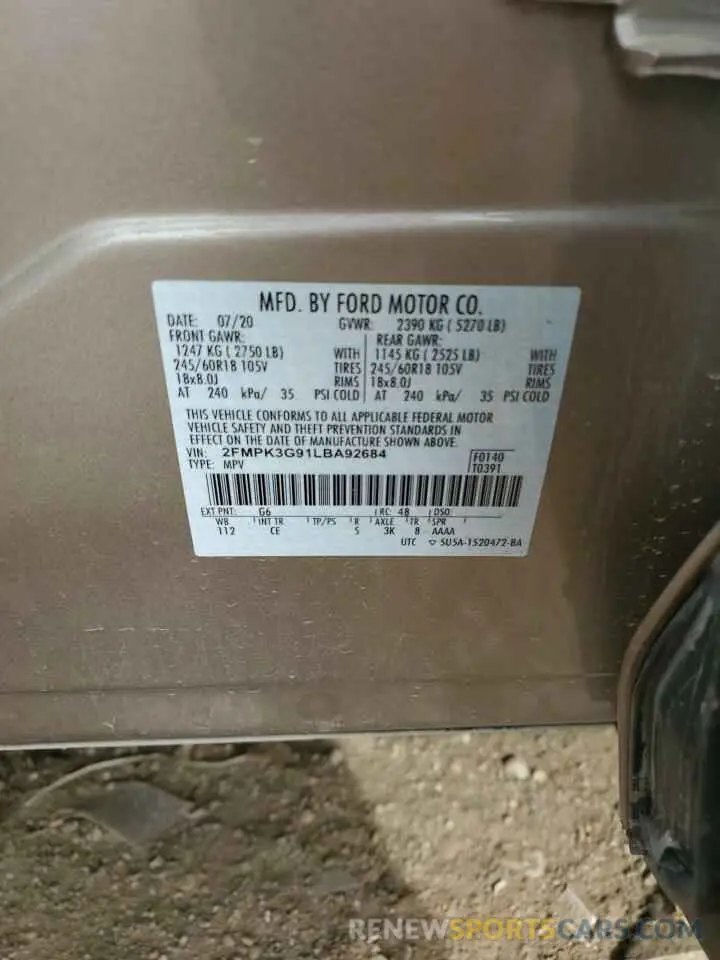 MFD. BY FORD MOTOR CO.
DATE: 07/20 GVWR: 2390 KG ( 5270 LB)
FRONT GAWR: REAR GAWR:
1247 KG ( 2750 LB) WITH 1145 KG ( 2525 LB) WITH
245/60R18 105V TIRES 245/60R18 105V TIRES
18x8.0J RIMS 18x8.0J RIMS
AT 240 kPa/ 35 PSI COLD AT 240 kPa/ 35 PSI COLD
THIS VEHICLE CONFORMS TO ALL APPLICABLE FEDERAL MOTOR
VEHICLE SAFETY AND THEFT PREVENTION STANDARDS IN
EFFECT ON THE DATE OF MANUFACTURE SHOWN ABOVE.
VIN: 2FMPK3G91LBA92684 F0140
TYPE: MPV T0391
EXT PNT: G6 RC: 48 DSO:
WB INT TR TP/PS R AXLE TR SPR
112 CE 5 3K 8 AAAA
UTC ▽ 5U5A-1520472-BA
RENEWSPORTSCARS.COM